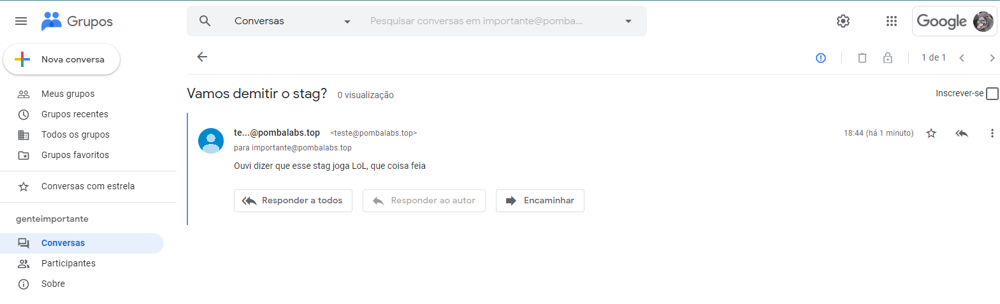 Grupos
Conversas
Pesquisar conversas em importante@pomba...
Google
Nova conversa
1 de 1
Meus grupos
Grupos recentes
Todos os grupos
Grupos favoritos
Conversas com estrela
genteimportante
Conversas
Participantes
Sobre
Vamos demitir o stag? 0 visualização
Inscrever-se
te...@pombalabs.top <teste@pombalabs.top>
18:44 (há 1 minuto)
para importante@pombalabs.top
Ouvi dizer que esse stag joga LoL, que coisa feia
Responder a todos
Responder ao autor
Encaminhar